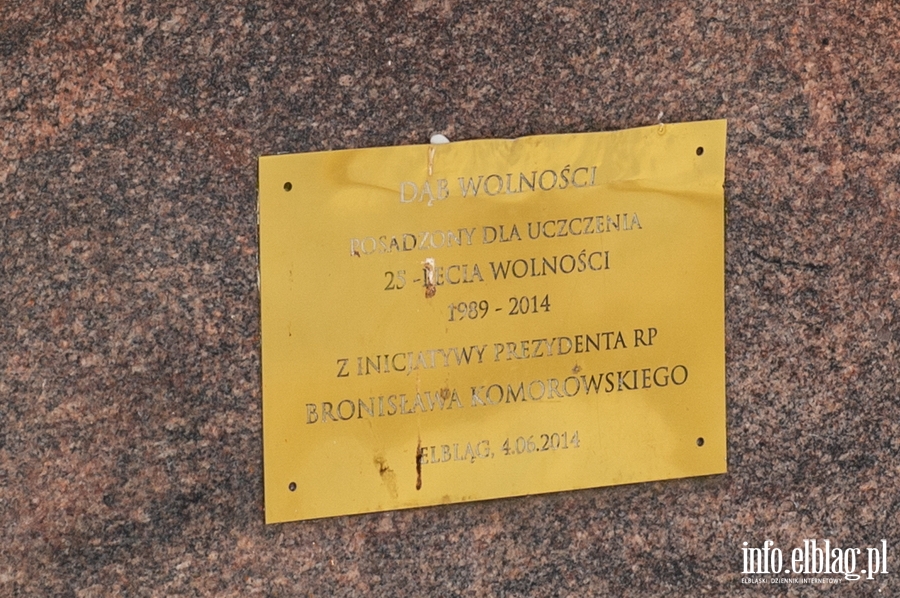 DĄB WOLNOŚCI
POSADZONY DLA UCZCZENIA
25 -LECIA WOLNOŚCI
1989 - 2014
Z INICJATYWY PREZYDENTA RP
BRONISŁAWA KOMOROWSKIEGO
ELBLĄG, 4.06.2014
info.elblag.pl
ELBLĄSKI DZIENNIK INTERNETOWY